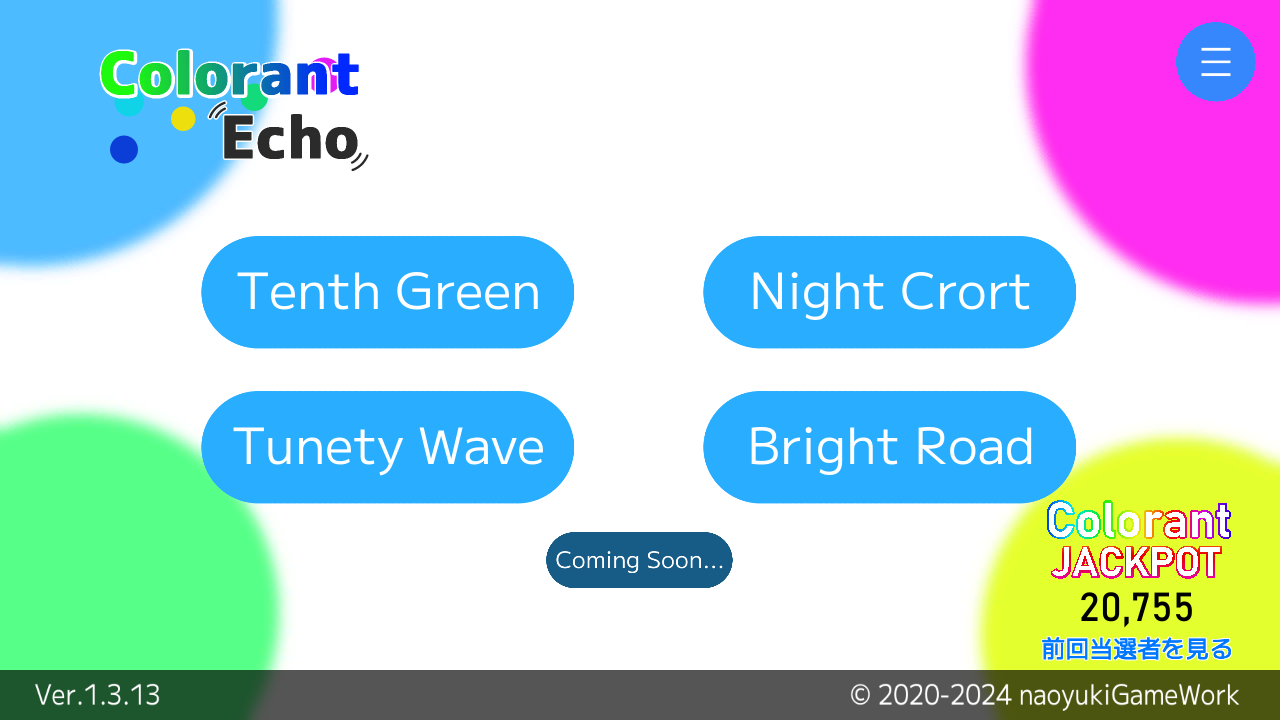 Colorant
Echo
Tenth Green
Night Crort
Tunety Wave
Bright Road
Coming Soon...
Colorant
JACKPOT
20,755
前回当選者を見る
Ver.1.3.13
© 2020-2024 naoyukiGameWork